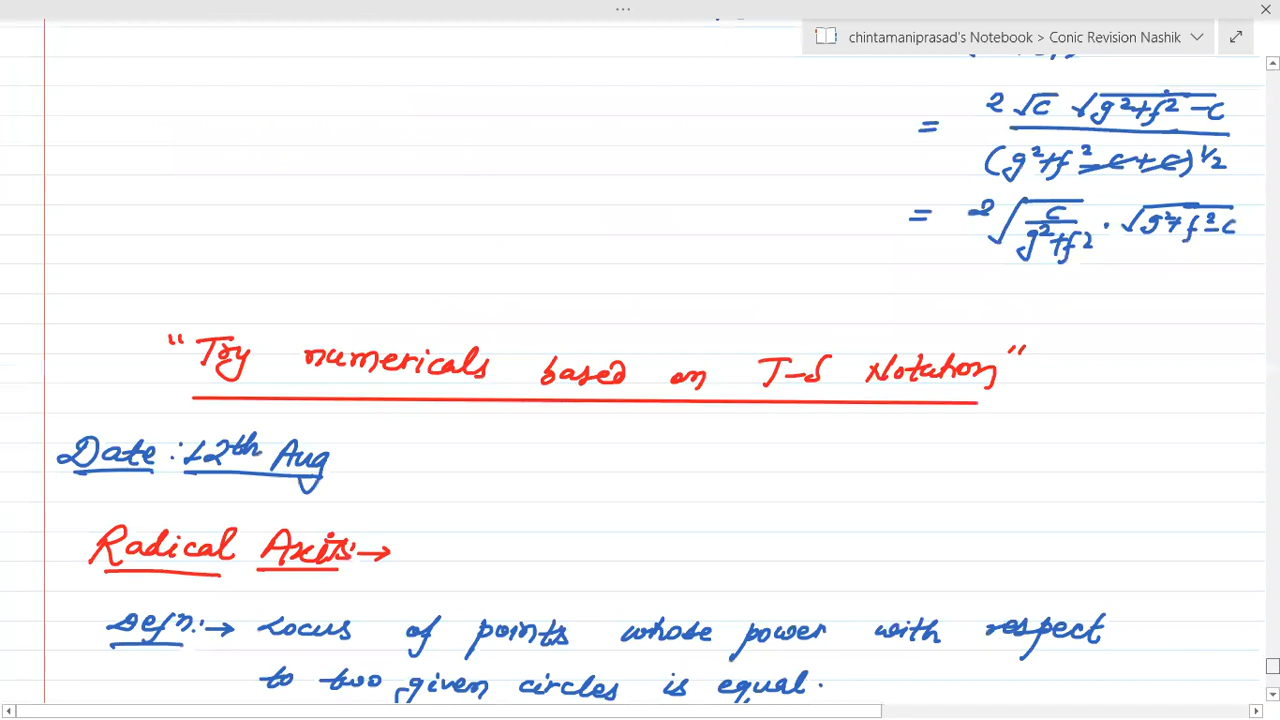 chintamaniprasad's Notebook > Conic Revision Nashik
= 2 √c √(g²+f²-c) / (g²+f²-c+c)^1/2
= 2 √(c/(g²+f²)) . √(g²+f²-c)
"Try numericals based on T-S Notation"
Date : 12th Aug
Radical Axis: →
Defn: → Locus of points whose power with respect
to two given circles is equal.